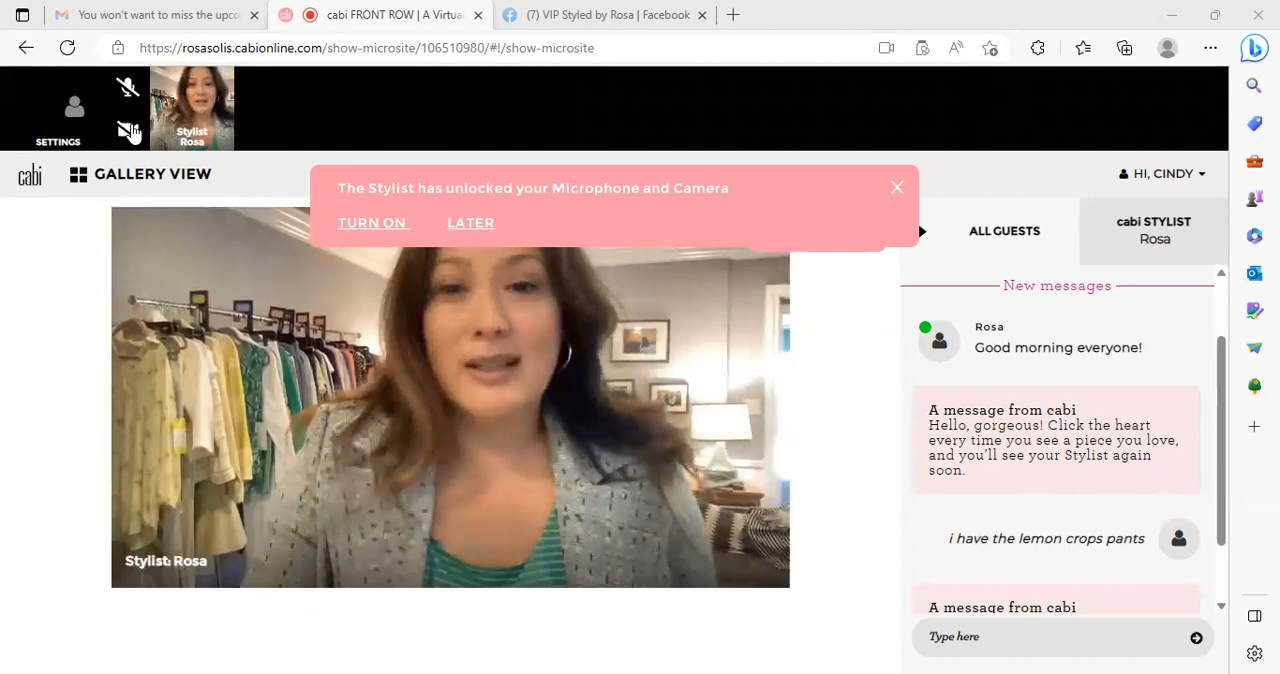 You won't want to miss the upco
cabi FRONT ROW | A Virtua
(7) VIP Styled by Rosa | Facebook
https://rosasolis.cabionline.com/show-microsite/106510980/#!/show-microsite
SETTINGS
Stylist
Rosa
cabi
GALLERY VIEW
The Stylist has unlocked your Microphone and Camera
TURN ON
LATER
HI, CINDY
ALL GUESTS
cabi STYLIST
Rosa
New messages
Rosa
Good morning everyone!
A message from cabi
Hello, gorgeous! Click the heart
every time you see a piece you love,
and you'll see your Stylist again
soon.
i have the lemon crops pants
A message from cabi
Type here
Stylist: Rosa